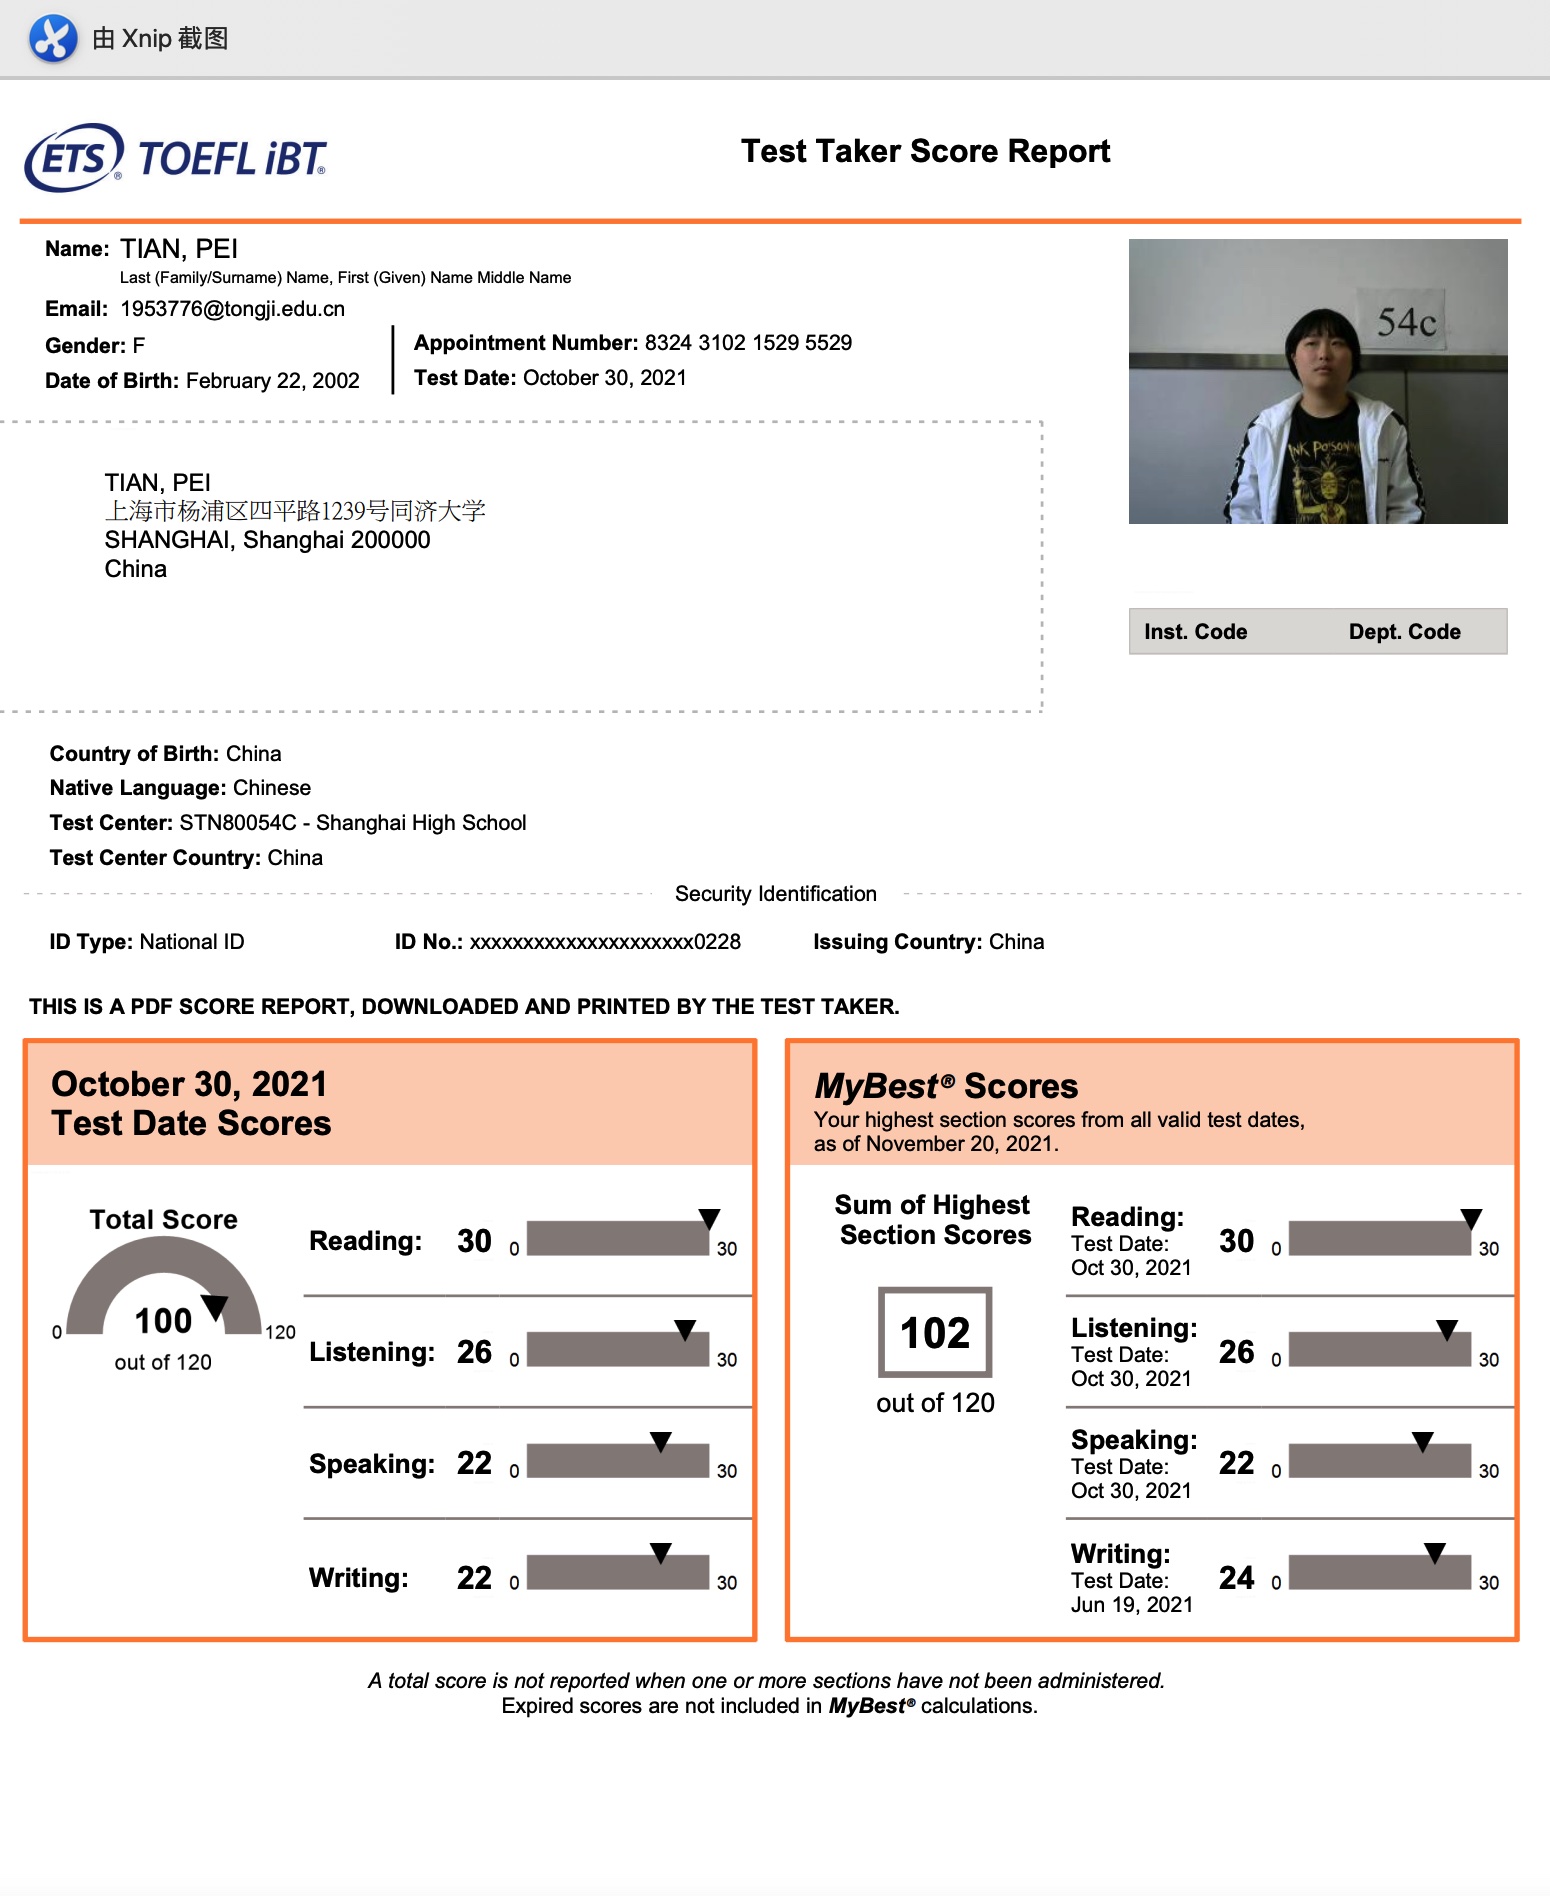 由 Xnip 截图
ETS® TOEFL iBT®
Test Taker Score Report
Name: TIAN, PEI
Last (Family/Surname) Name, First (Given) Name Middle Name
Email: 1953776@tongji.edu.cn
Gender: F
Date of Birth: February 22, 2002
Appointment Number: 8324 3102 1529 5529
Test Date: October 30, 2021
54c
INK POISONING
TIAN, PEI
上海市杨浦区四平路1239号同济大学
SHANGHAI, Shanghai 200000
China
Inst. Code Dept. Code
Country of Birth: China
Native Language: Chinese
Test Center: STN80054C - Shanghai High School
Test Center Country: China
Security Identification
ID Type: National ID ID No.: xxxxxxxxxxxxxxxxxxxxx0228 Issuing Country: China
THIS IS A PDF SCORE REPORT, DOWNLOADED AND PRINTED BY THE TEST TAKER.
October 30, 2021
Test Date Scores
Total Score
0 100 120
out of 120
Reading: 30 0 30
Listening: 26 0 30
Speaking: 22 0 30
Writing: 22 0 30
MyBest® Scores
Your highest section scores from all valid test dates,
as of November 20, 2021.
Sum of Highest
Section Scores
102
out of 120
Reading:
Test Date:
Oct 30, 2021
30 0 30
Listening:
Test Date:
Oct 30, 2021
26 0 30
Speaking:
Test Date:
Oct 30, 2021
22 0 30
Writing:
Test Date:
Jun 19, 2021
24 0 30
A total score is not reported when one or more sections have not been administered.
Expired scores are not included in MyBest® calculations.